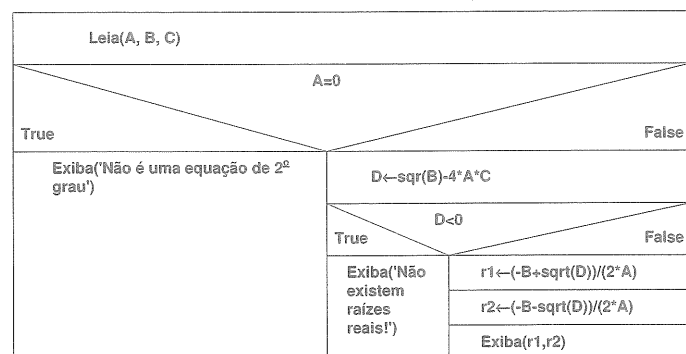 Leia(A, B, C)
A=0
True
False
Exiba('Não é uma equação de 2º
grau')
D←sqr(B)-4*A*C
D<0
True
False
Exiba('Não
existem
raízes
reais!')
r1←(-B+sqrt(D))/(2*A)
r2←(-B-sqrt(D))/(2*A)
Exiba(r1,r2)